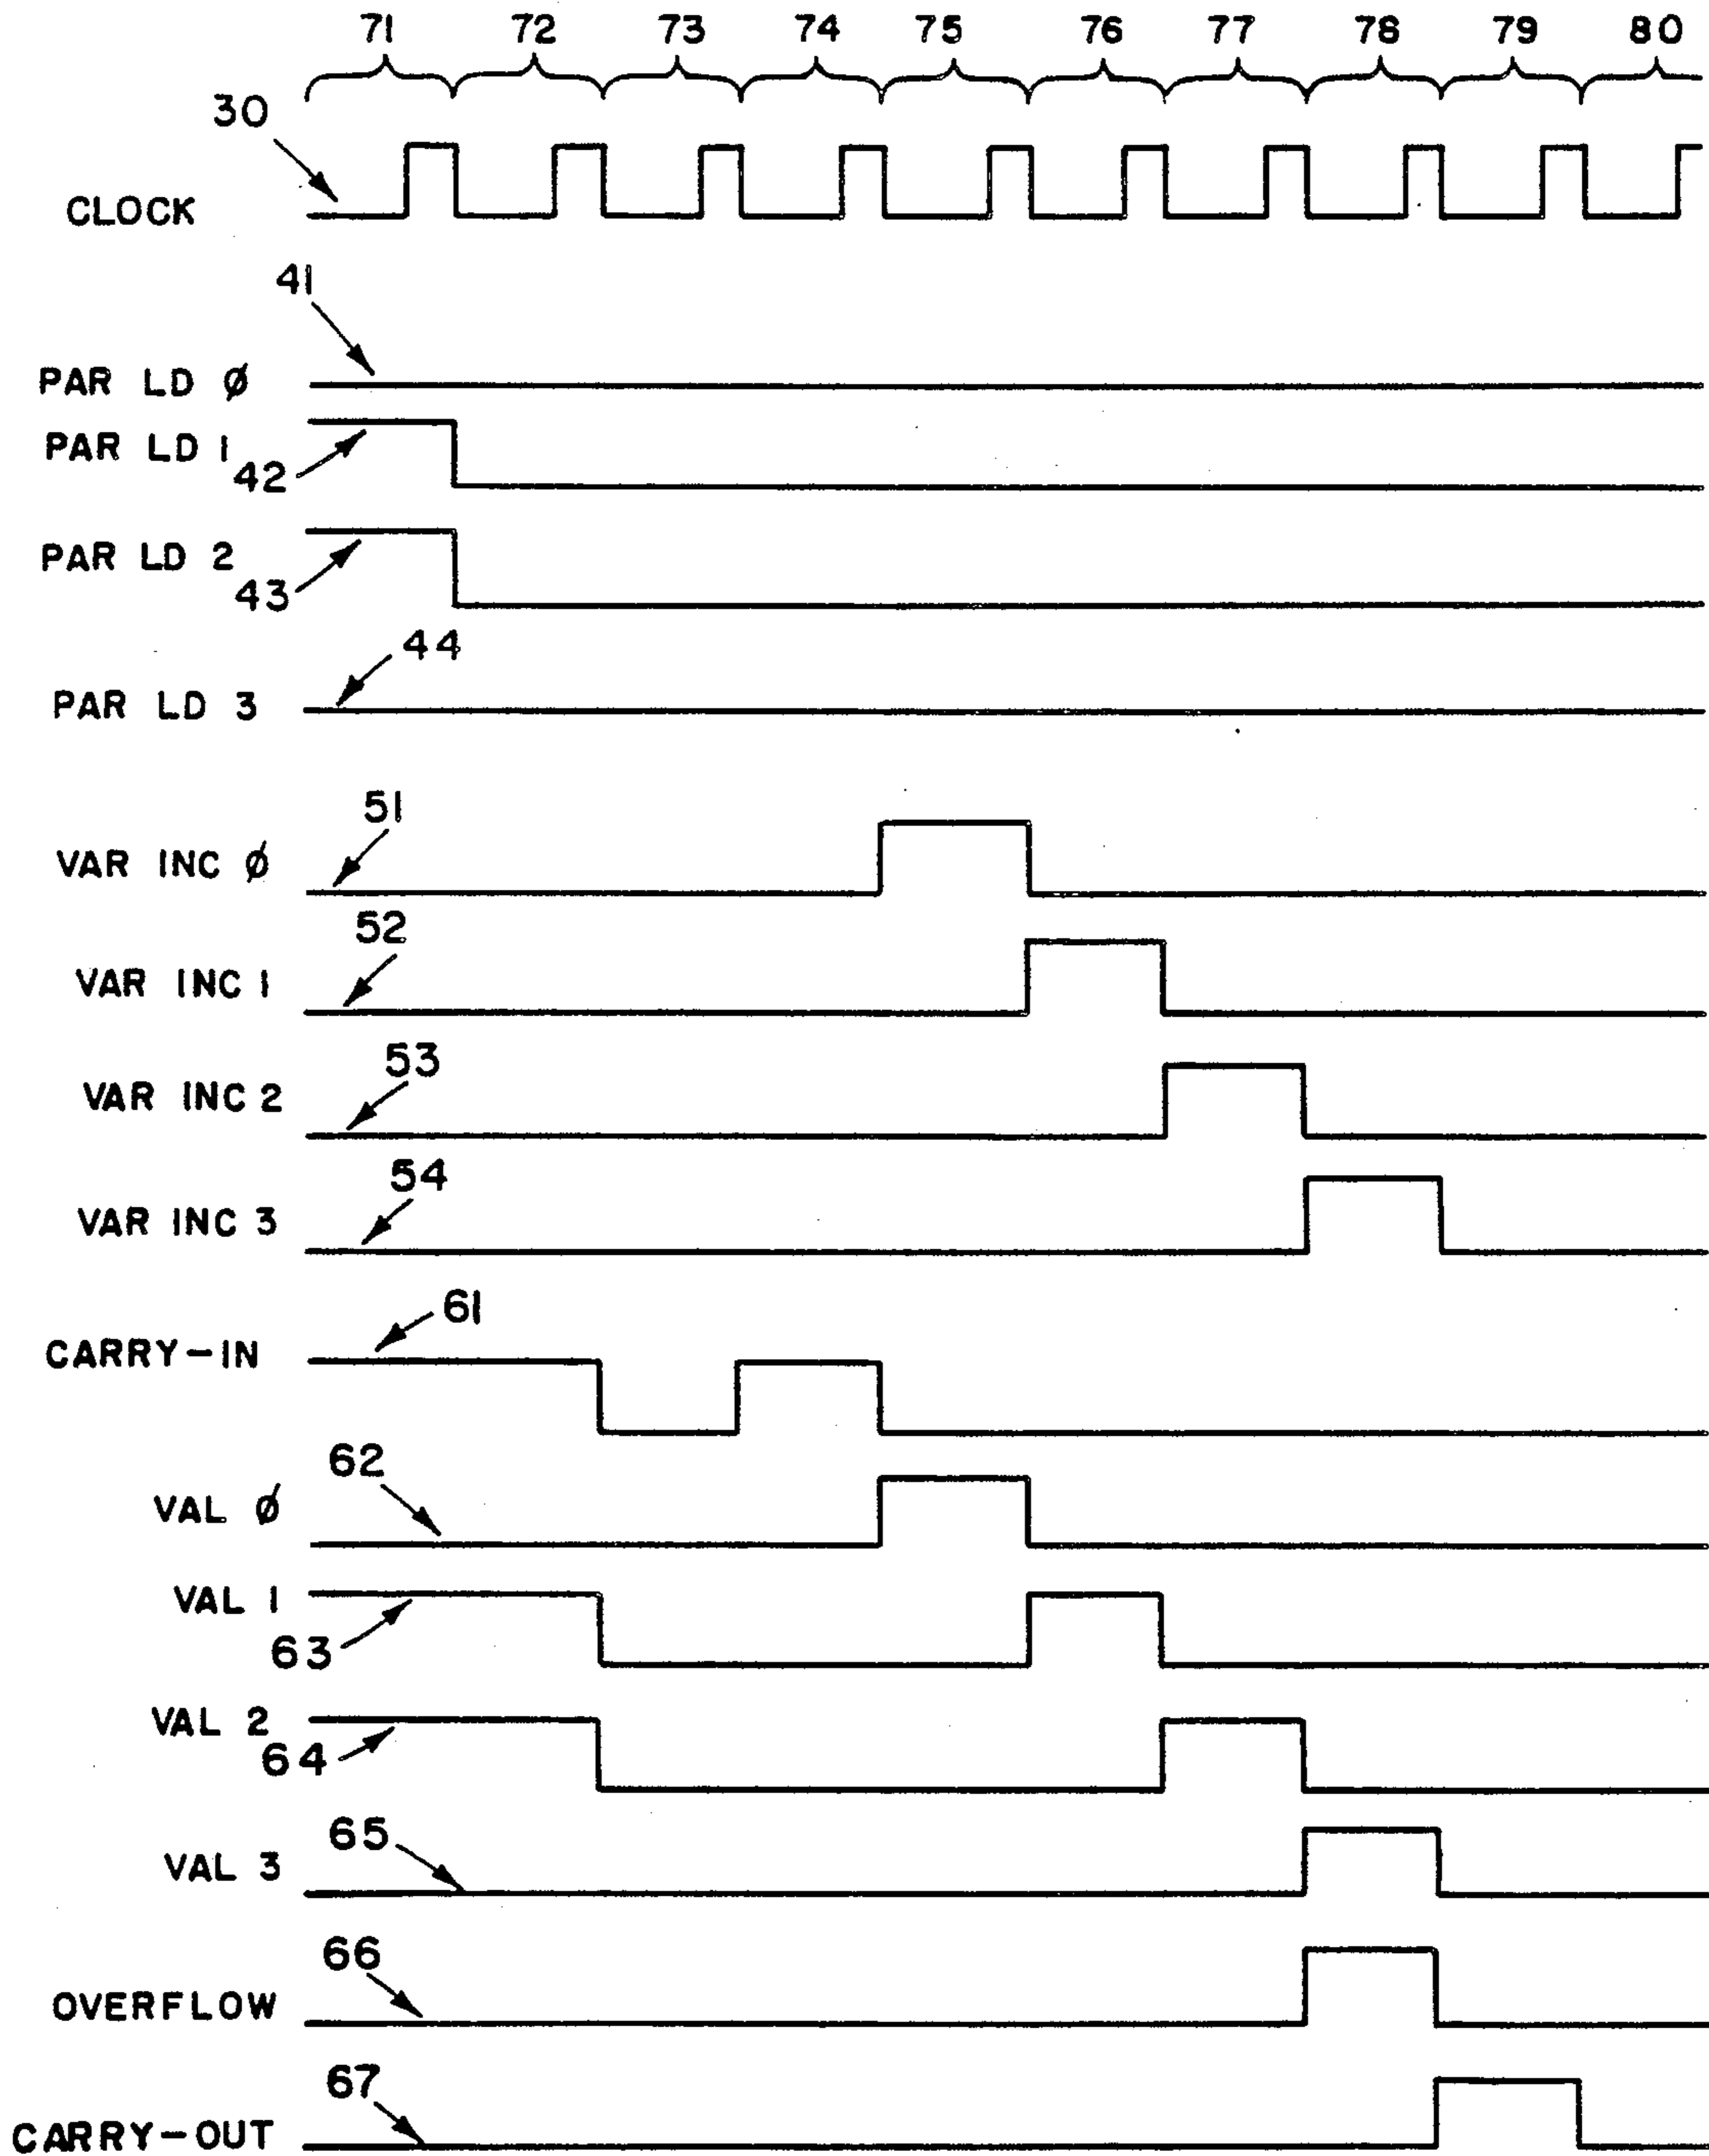 71 72 73 74 75 76 77 78 79 80
30
CLOCK
41
PAR LD Ø
PAR LD 1
42
PAR LD 2
43
44
PAR LD 3
51
VAR INC Ø
52
VAR INC 1
53
VAR INC 2
54
VAR INC 3
61
CARRY-IN
62
VAL Ø
VAL 1
63
VAL 2
64
65
VAL 3
66
OVERFLOW
67
CARRY-OUT